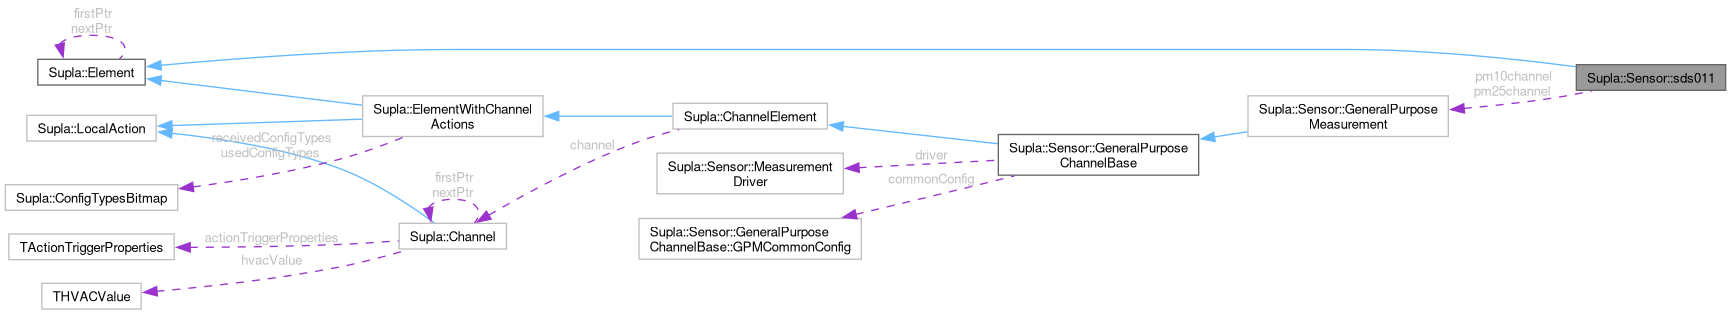 firstPtr
nextPtr
Supla::Element
Supla::Sensor::sds011
pm10channel
pm25channel
Supla::ElementWithChannel
Actions
Supla::ChannelElement
Supla::Sensor::GeneralPurpose
Measurement
Supla::LocalAction
receivedConfigTypes
usedConfigTypes
channel
Supla::Sensor::GeneralPurpose
ChannelBase
driver
Supla::Sensor::Measurement
Driver
commonConfig
Supla::ConfigTypesBitmap
firstPtr
nextPtr
Supla::Channel
Supla::Sensor::GeneralPurpose
ChannelBase::GPMCommonConfig
TActionTriggerProperties
actionTriggerProperties
hvacValue
THVACValue